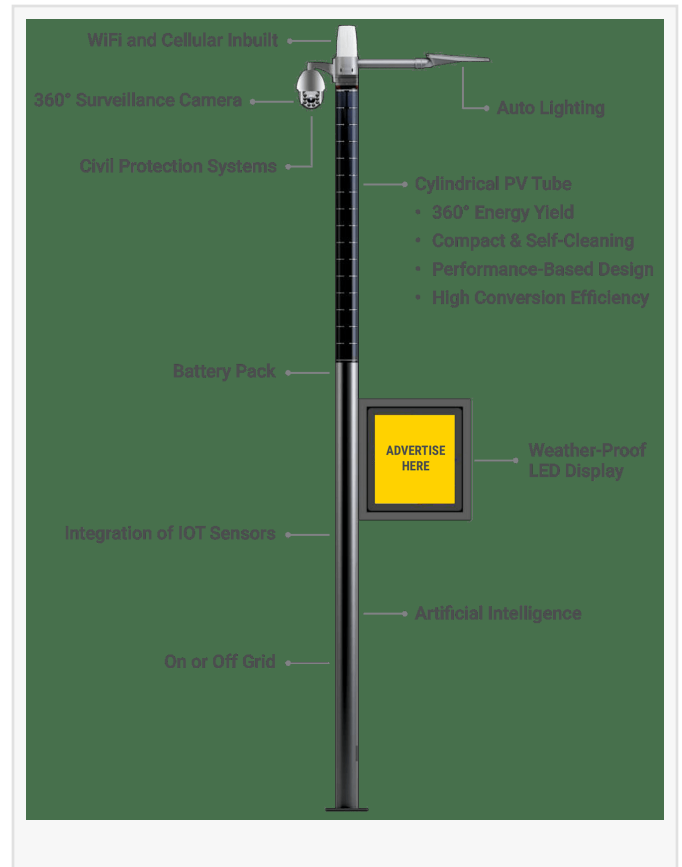 WiFi and Cellular Inbuilt
360° Surveillance Camera
Auto Lighting
Civil Protection Systems
Cylindrical PV Tube
• 360° Energy Yield
• Compact & Self-Cleaning
• Performance-Based Design
• High Conversion Efficiency
Battery Pack
ADVERTISE
HERE
Weather-Proof
LED Display
Integration of IOT Sensors
Artificial Intelligence
On or Off Grid